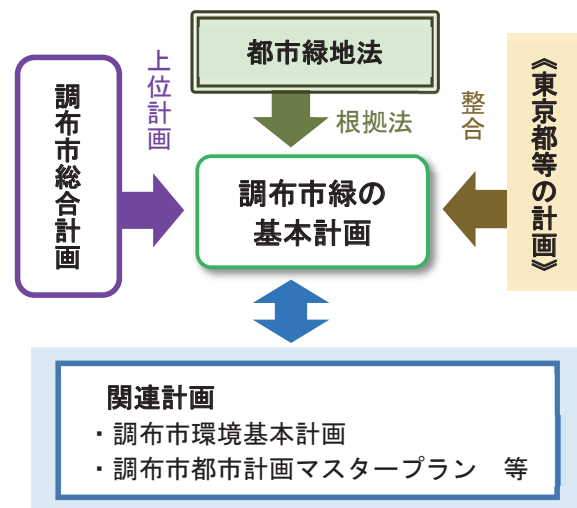 都市緑地法
上位計画
調布市総合計画
根拠法
整合
《東京都等の計画》
調布市緑の
基本計画
関連計画
・調布市環境基本計画
・調布市都市計画マスタープラン　等